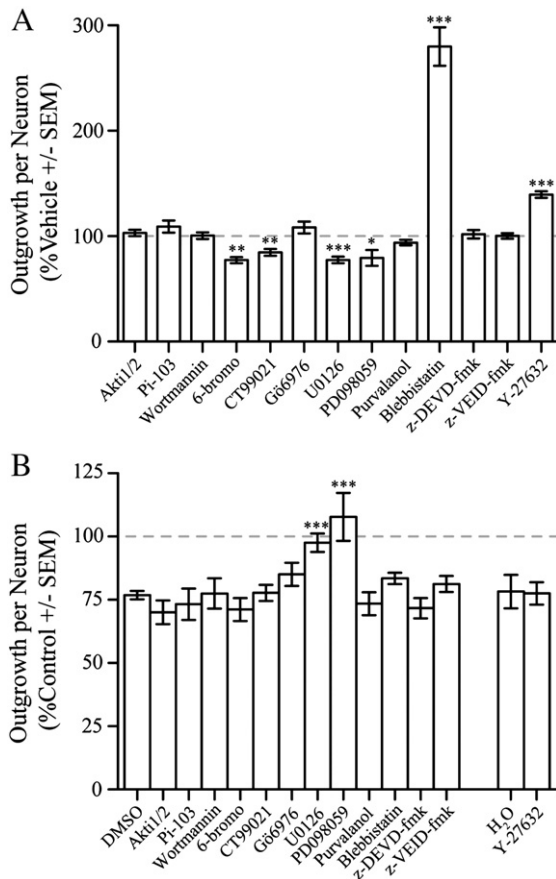 A
Outgrowth per Neuron
(%Vehicle +/- SEM)
300
200
100
0
***
***
**
**
***
*
Akti1/2
Pi-103
Wortmannin
6-bromo
CT99021
Gö6976
U0126
PD098059
Purvalanol
Blebbistatin
z-DEVD-fmk
z-VEID-fmk
Y-27632
B
Outgrowth per Neuron
(%Control +/- SEM)
125
100
75
50
25
0
***
***
DMSO
Akti1/2
Pi-103
Wortmannin
6-bromo
CT99021
Gö6976
U0126
PD098059
Purvalanol
Blebbistatin
z-DEVD-fmk
z-VEID-fmk
H₂O
Y-27632